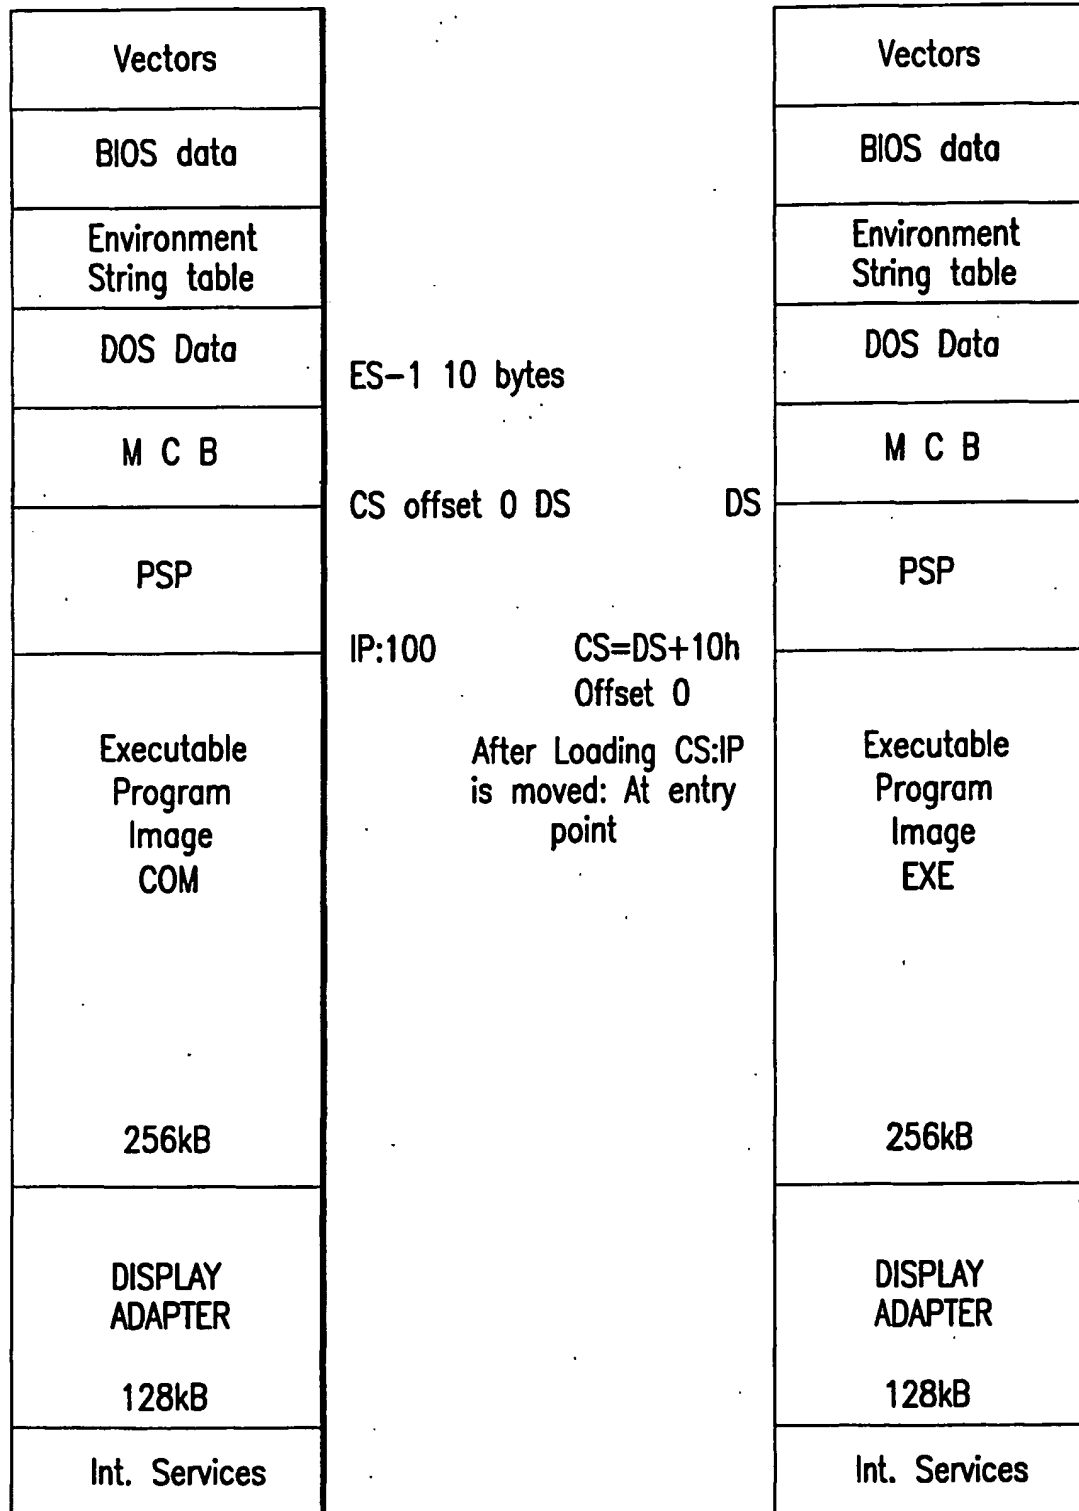 Vectors
BIOS data
Environment
String table
DOS Data
M C B
PSP
Executable
Program
Image
COM
256kB
DISPLAY
ADAPTER
128kB
Int. Services
ES-1 10 bytes
CS offset 0 DS
IP:100
DS
CS=DS+10h
Offset 0
After Loading CS:IP
is moved: At entry
point
Vectors
BIOS data
Environment
String table
DOS Data
M C B
PSP
Executable
Program
Image
EXE
256kB
DISPLAY
ADAPTER
128kB
Int. Services